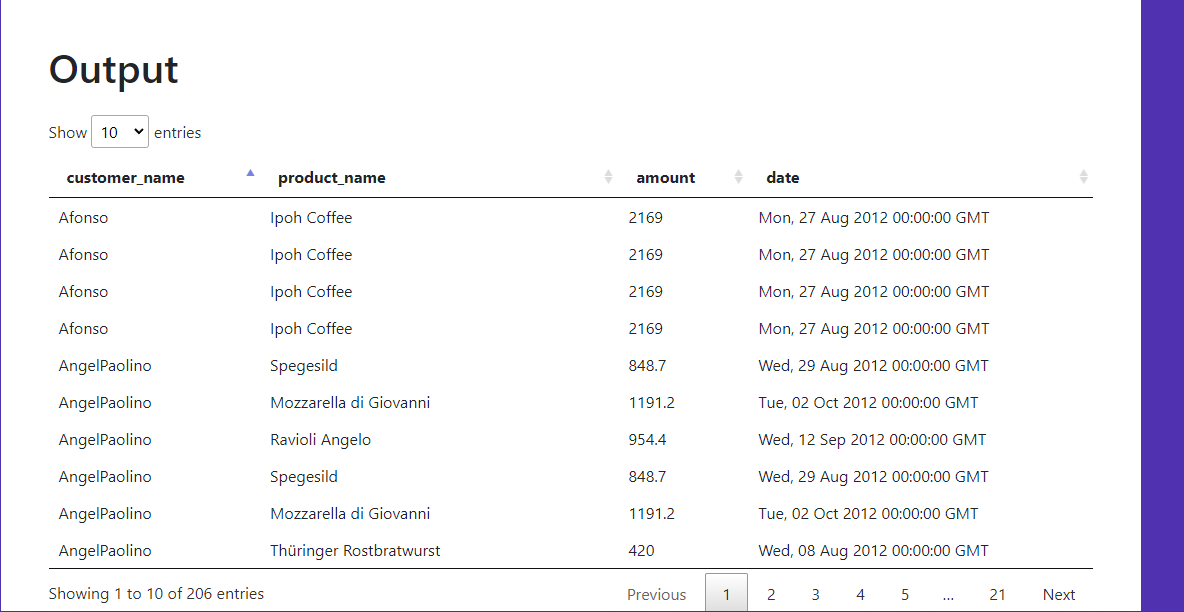 Output
Show 10 entries
customer_name product_name amount date
Afonso Ipoh Coffee 2169 Mon, 27 Aug 2012 00:00:00 GMT
Afonso Ipoh Coffee 2169 Mon, 27 Aug 2012 00:00:00 GMT
Afonso Ipoh Coffee 2169 Mon, 27 Aug 2012 00:00:00 GMT
Afonso Ipoh Coffee 2169 Mon, 27 Aug 2012 00:00:00 GMT
AngelPaolino Spegesild 848.7 Wed, 29 Aug 2012 00:00:00 GMT
AngelPaolino Mozzarella di Giovanni 1191.2 Tue, 02 Oct 2012 00:00:00 GMT
AngelPaolino Ravioli Angelo 954.4 Wed, 12 Sep 2012 00:00:00 GMT
AngelPaolino Spegesild 848.7 Wed, 29 Aug 2012 00:00:00 GMT
AngelPaolino Mozzarella di Giovanni 1191.2 Tue, 02 Oct 2012 00:00:00 GMT
AngelPaolino Thüringer Rostbratwurst 420 Wed, 08 Aug 2012 00:00:00 GMT
Showing 1 to 10 of 206 entries Previous 1 2 3 4 5 … 21 Next